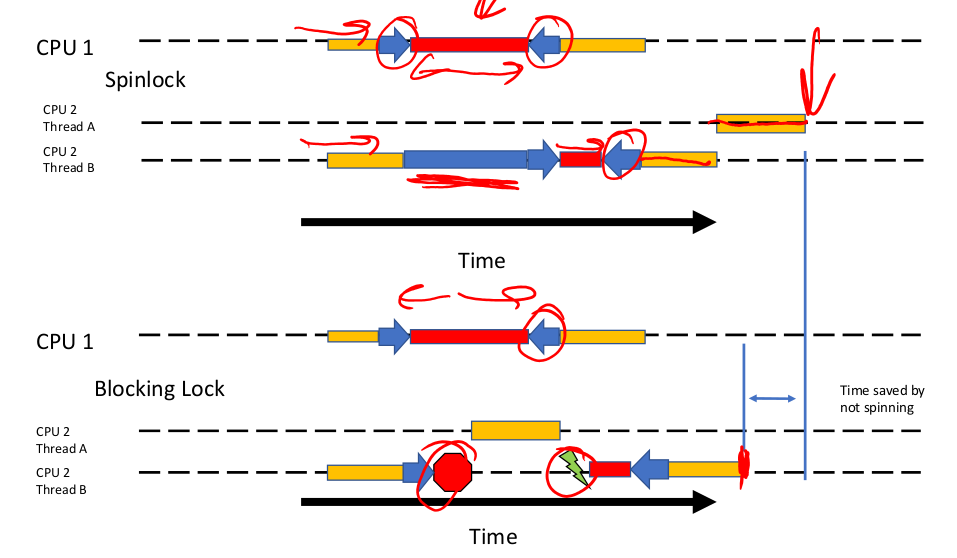 CPU 1
Spinlock
CPU 2
Thread A
CPU 2
Thread B
Time
CPU 1
Blocking Lock
Time saved by
not spinning
CPU 2
Thread A
CPU 2
Thread B
Time